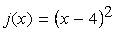 j(x) = (x − 4)²